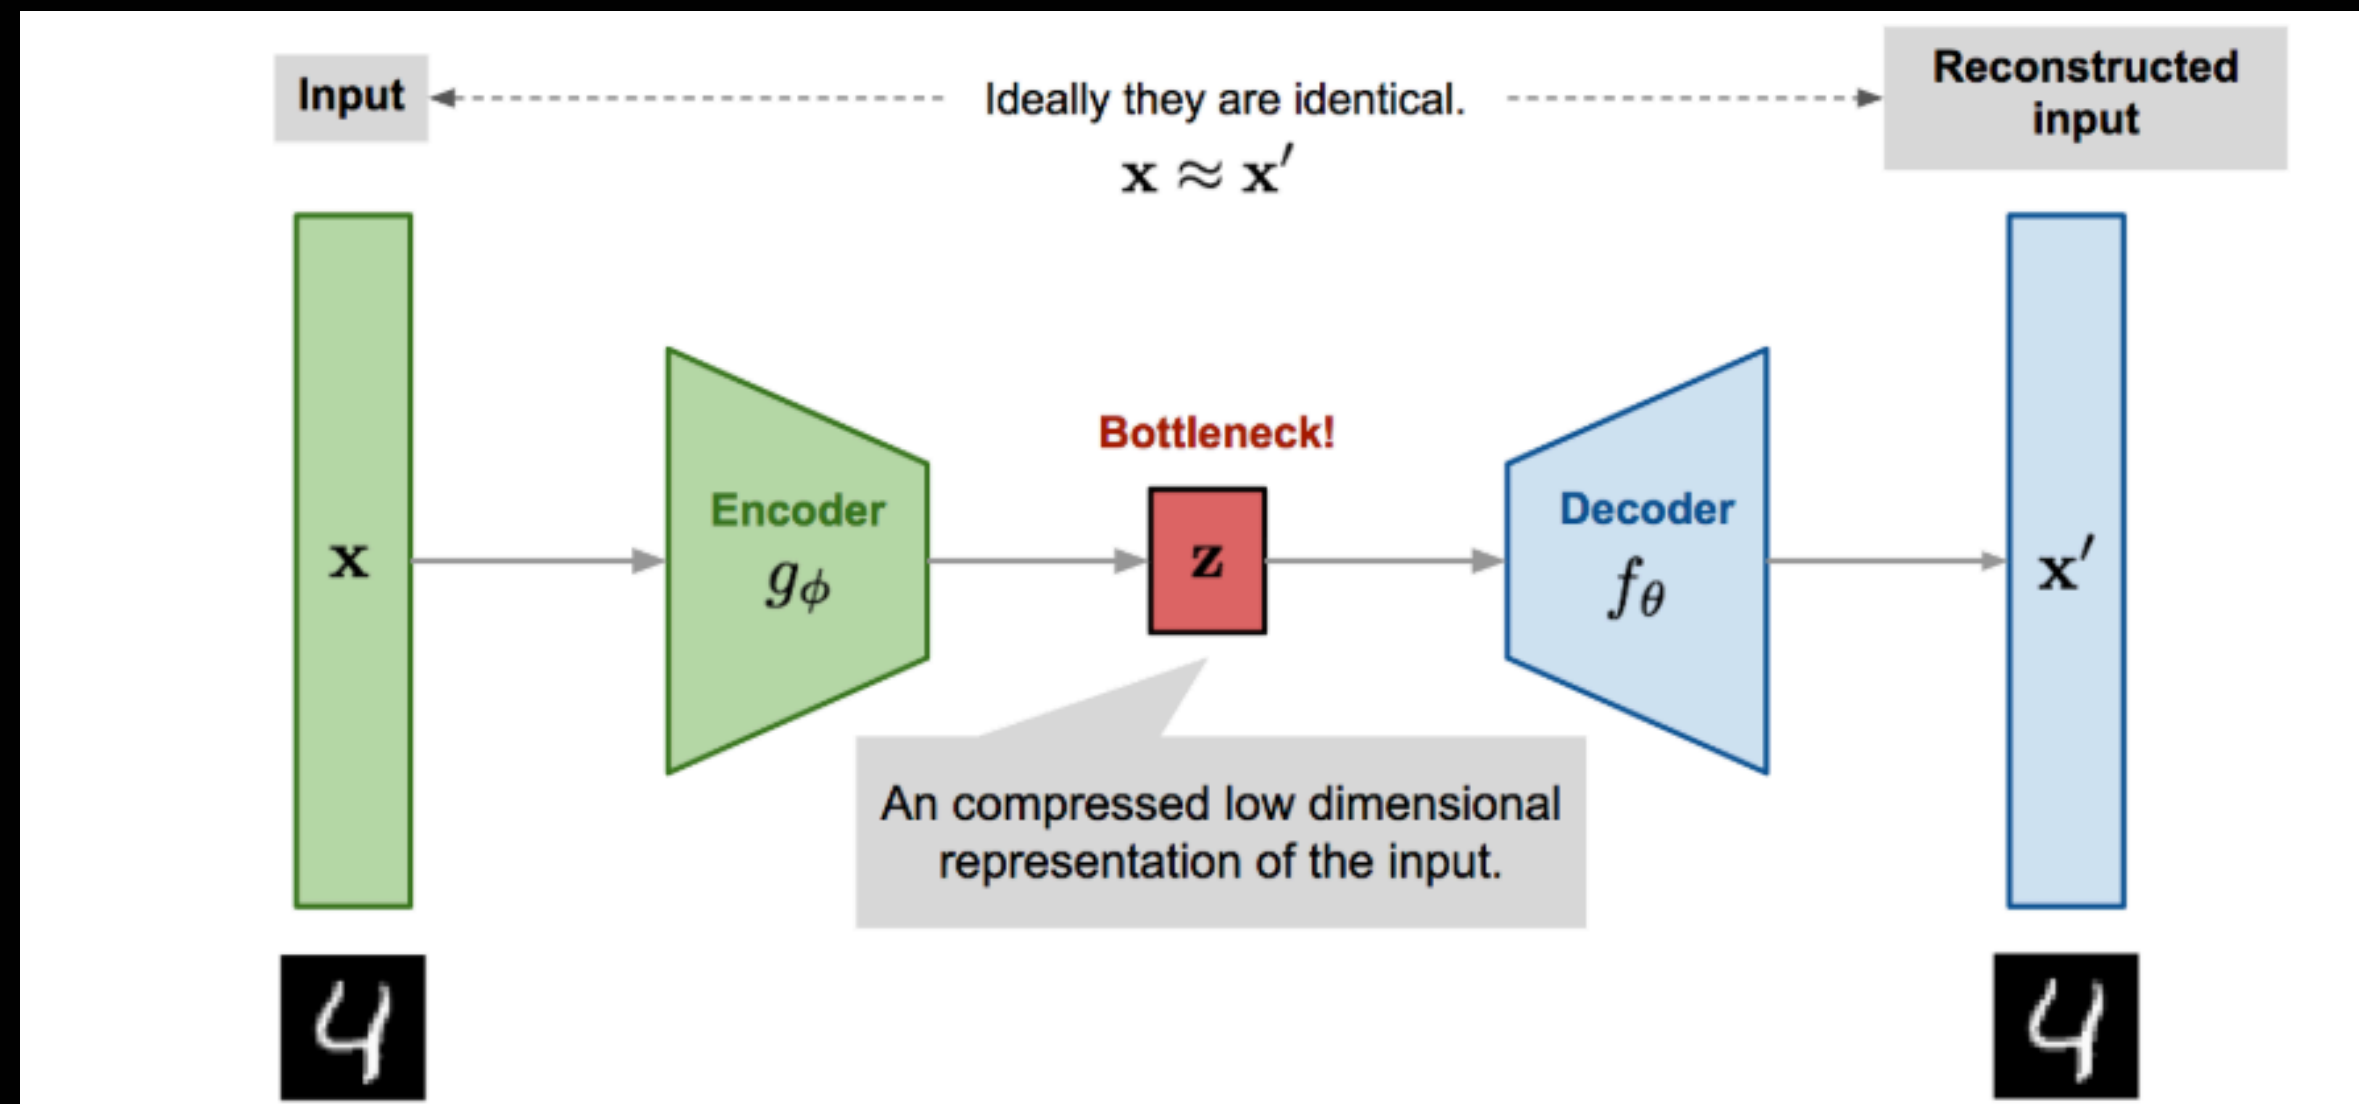 Input
Ideally they are identical.
x ≈ x′
Reconstructed
input
x
Encoder
gϕ
Bottleneck!
z
Decoder
fθ
x′
An compressed low dimensional
representation of the input.
4
4